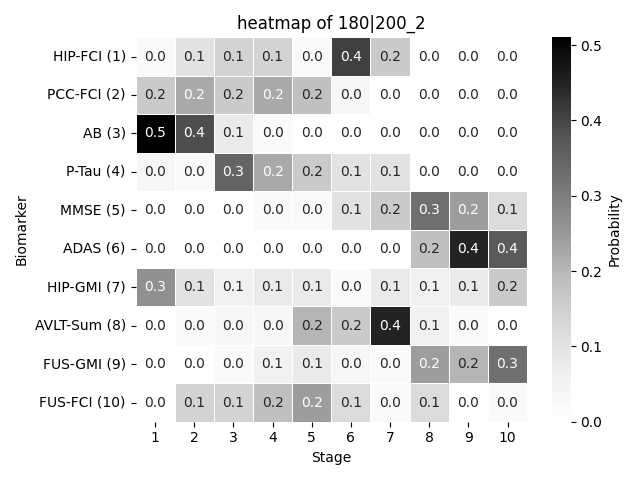 heatmap of 180|200_2
HIP-FCI (1) 0.0 0.1 0.1 0.1 0.0 0.4 0.2 0.0 0.0 0.0
PCC-FCI (2) 0.2 0.2 0.2 0.2 0.2 0.0 0.0 0.0 0.0 0.0
AB (3) 0.5 0.4 0.1 0.0 0.0 0.0 0.0 0.0 0.0 0.0
P-Tau (4) 0.0 0.0 0.3 0.2 0.2 0.1 0.1 0.0 0.0 0.0
MMSE (5) 0.0 0.0 0.0 0.0 0.0 0.1 0.2 0.3 0.2 0.1
ADAS (6) 0.0 0.0 0.0 0.0 0.0 0.0 0.0 0.2 0.4 0.4
HIP-GMI (7) 0.3 0.1 0.1 0.1 0.1 0.0 0.1 0.1 0.1 0.2
AVLT-Sum (8) 0.0 0.0 0.0 0.0 0.2 0.2 0.4 0.1 0.0 0.0
FUS-GMI (9) 0.0 0.0 0.0 0.1 0.1 0.0 0.0 0.2 0.2 0.3
FUS-FCI (10) 0.0 0.1 0.1 0.2 0.2 0.1 0.0 0.1 0.0 0.0
1 2 3 4 5 6 7 8 9 10
Stage
Biomarker
0.5
0.4
0.3
0.2
0.1
0.0
Probability